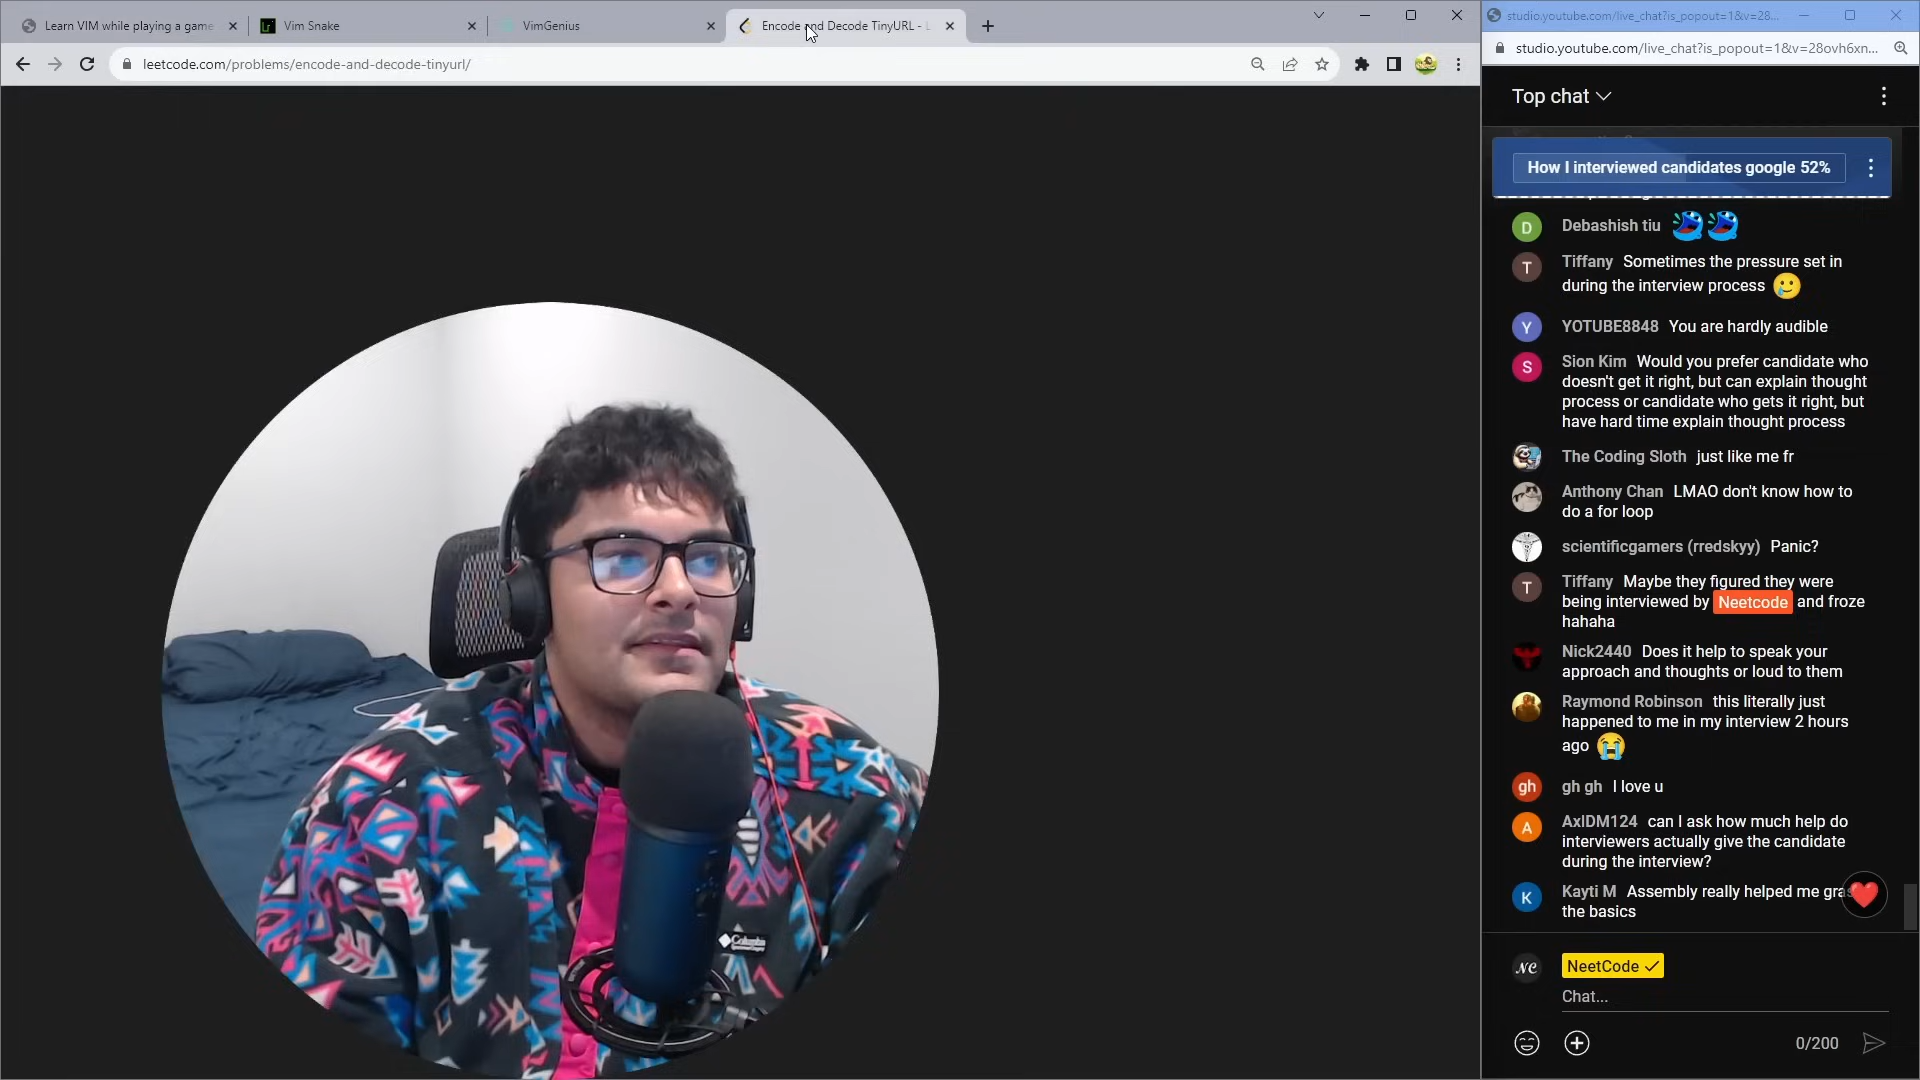 Learn VIM while playing a game
Vim Snake
VimGenius
Encode and Decode TinyURL - L
leetcode.com/problems/encode-and-decode-tinyurl/
studio.youtube.com/live_chat?is_popout=1&v=28...
studio.youtube.com/live_chat?is_popout=1&v=28ovh6xn...
Top chat
How I interviewed candidates google 52%
D
Debashish tiu
T
Tiffany Sometimes the pressure set in
during the interview process
Y
YOTUBE8848 You are hardly audible
S
Sion Kim Would you prefer candidate who
doesn't get it right, but can explain thought
process or candidate who gets it right, but
have hard time explain thought process
The Coding Sloth just like me fr
Anthony Chan LMAO don't know how to
do a for loop
scientificgamers (rredskyy) Panic?
T
Tiffany Maybe they figured they were
being interviewed by Neetcode and froze
hahaha
Nick2440 Does it help to speak your
approach and thoughts or loud to them
Raymond Robinson this literally just
happened to me in my interview 2 hours
ago
gh
gh gh I love u
A
AxlDM124 can I ask how much help do
interviewers actually give the candidate
during the interview?
K
Kayti M Assembly really helped me gra
the basics
NC
NeetCode
Chat...
0/200
Columbia